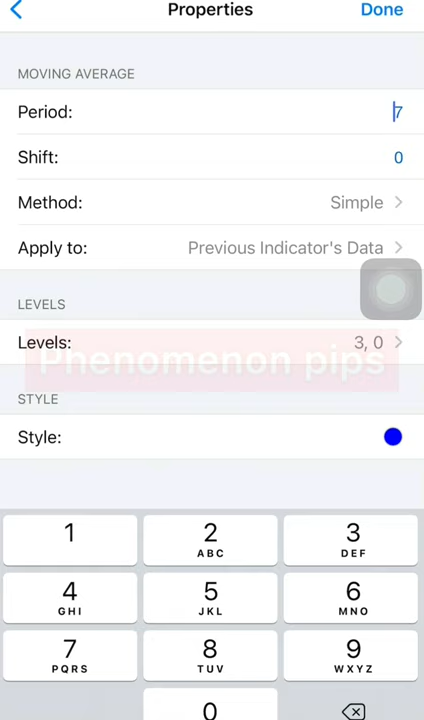 Properties
Done
MOVING AVERAGE
Period: 7
Shift: 0
Method: Simple
Apply to: Previous Indicator's Data
LEVELS
Levels: 3, 0
Phenomenon pips
STYLE
Style:
1
2
ABC
3
DEF
4
GHI
5
JKL
6
MNO
7
PQRS
8
TUV
9
WXYZ
0